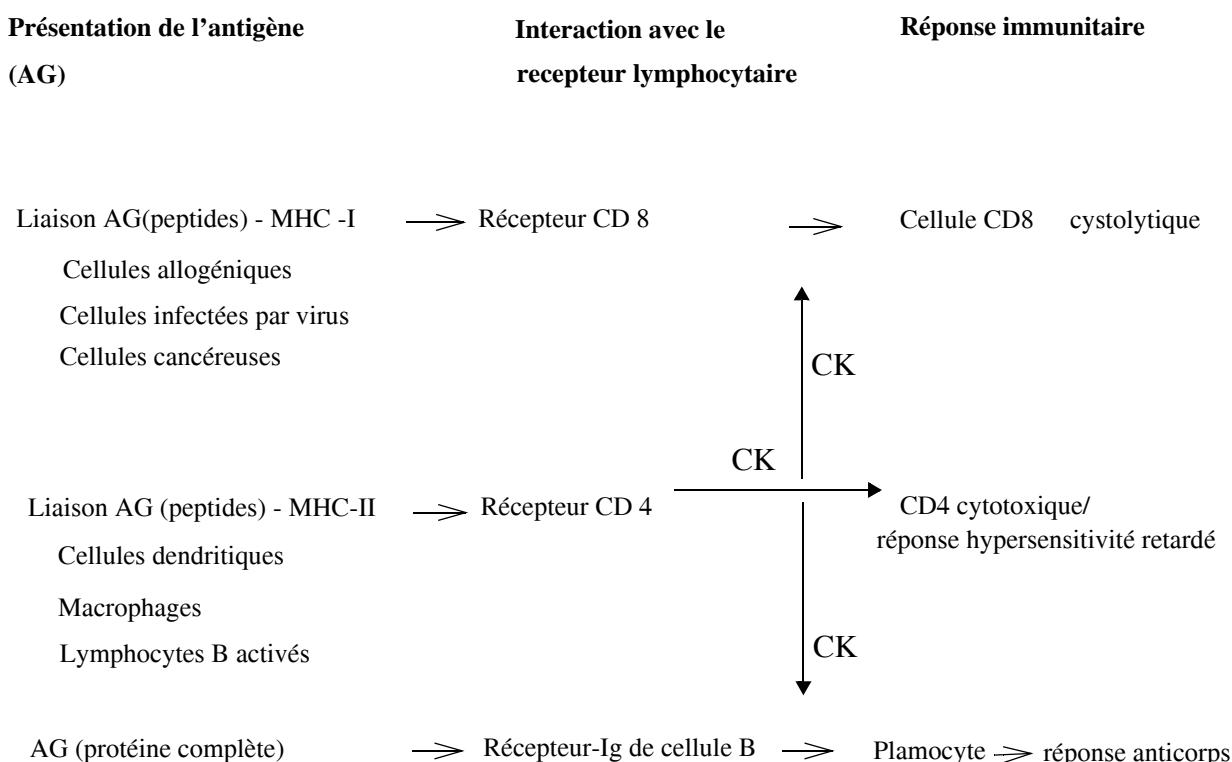 Présentation de l'antigène
(AG)
Interaction avec le
recepteur lymphocytaire
Réponse immunitaire
Liaison AG(peptides) - MHC -I
Récepteur CD 8
Cellule CD8 cystolytique
Cellules allogéniques
Cellules infectées par virus
Cellules cancéreuses
CK
CK
Liaison AG (peptides) - MHC-II
Récepteur CD 4
CD4 cytotoxique/
réponse hypersensitivité retardé
Cellules dendritiques
Macrophages
Lymphocytes B activés
CK
AG (protéine complète)
Récepteur-Ig de cellule B
Plamocyte
réponse anticorps